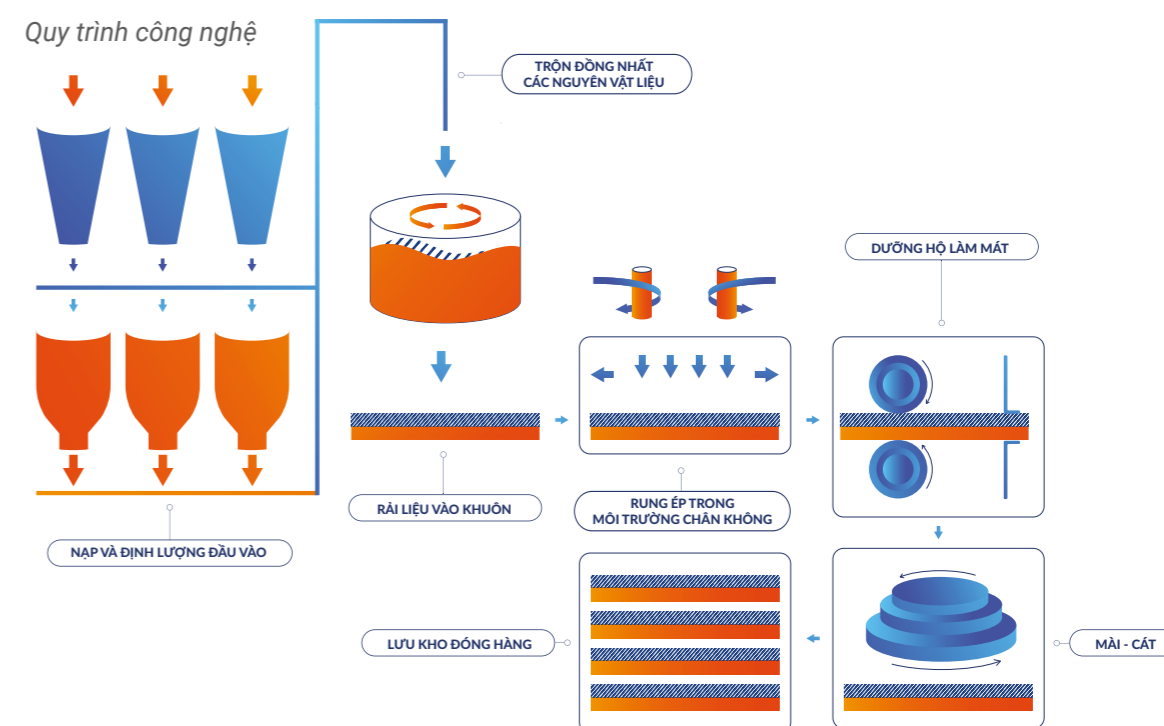 Quy trình công nghệ
TRỘN ĐỒNG NHẤT
CÁC NGUYÊN VẬT LIỆU
DƯỠNG HỘ LÀM MÁT
RẢI LIỆU VÀO KHUÔN
RUNG ÉP TRONG
MÔI TRƯỜNG CHÂN KHÔNG
NẠP VÀ ĐỊNH LƯỢNG ĐẦU VÀO
LƯU KHO ĐÓNG HÀNG
MÀI - CÁT